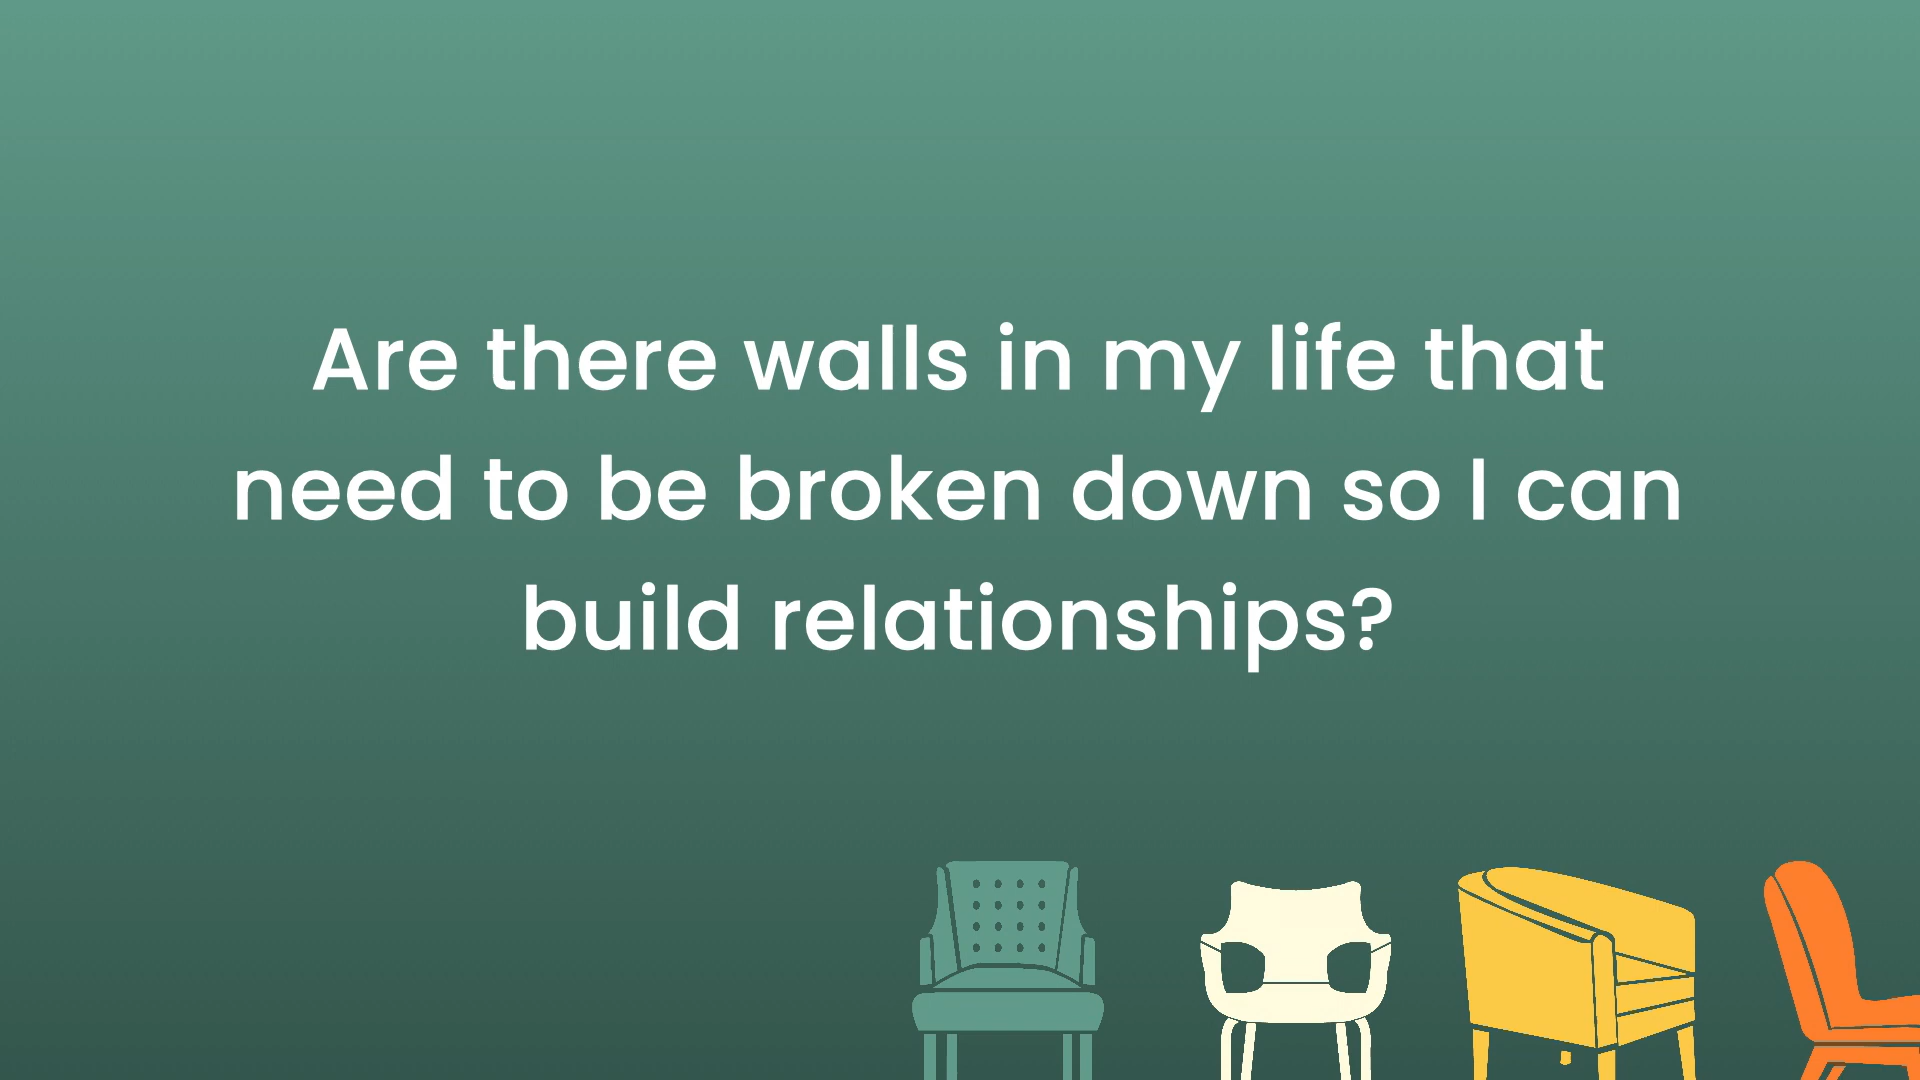 Are there walls in my life that
need to be broken down so I can
build relationships?